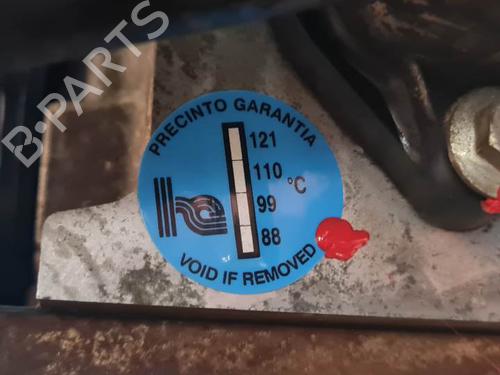 B-PARTS
PRECINTO GARANTIA
121
110
°C
99
88
VOID IF REMOVED